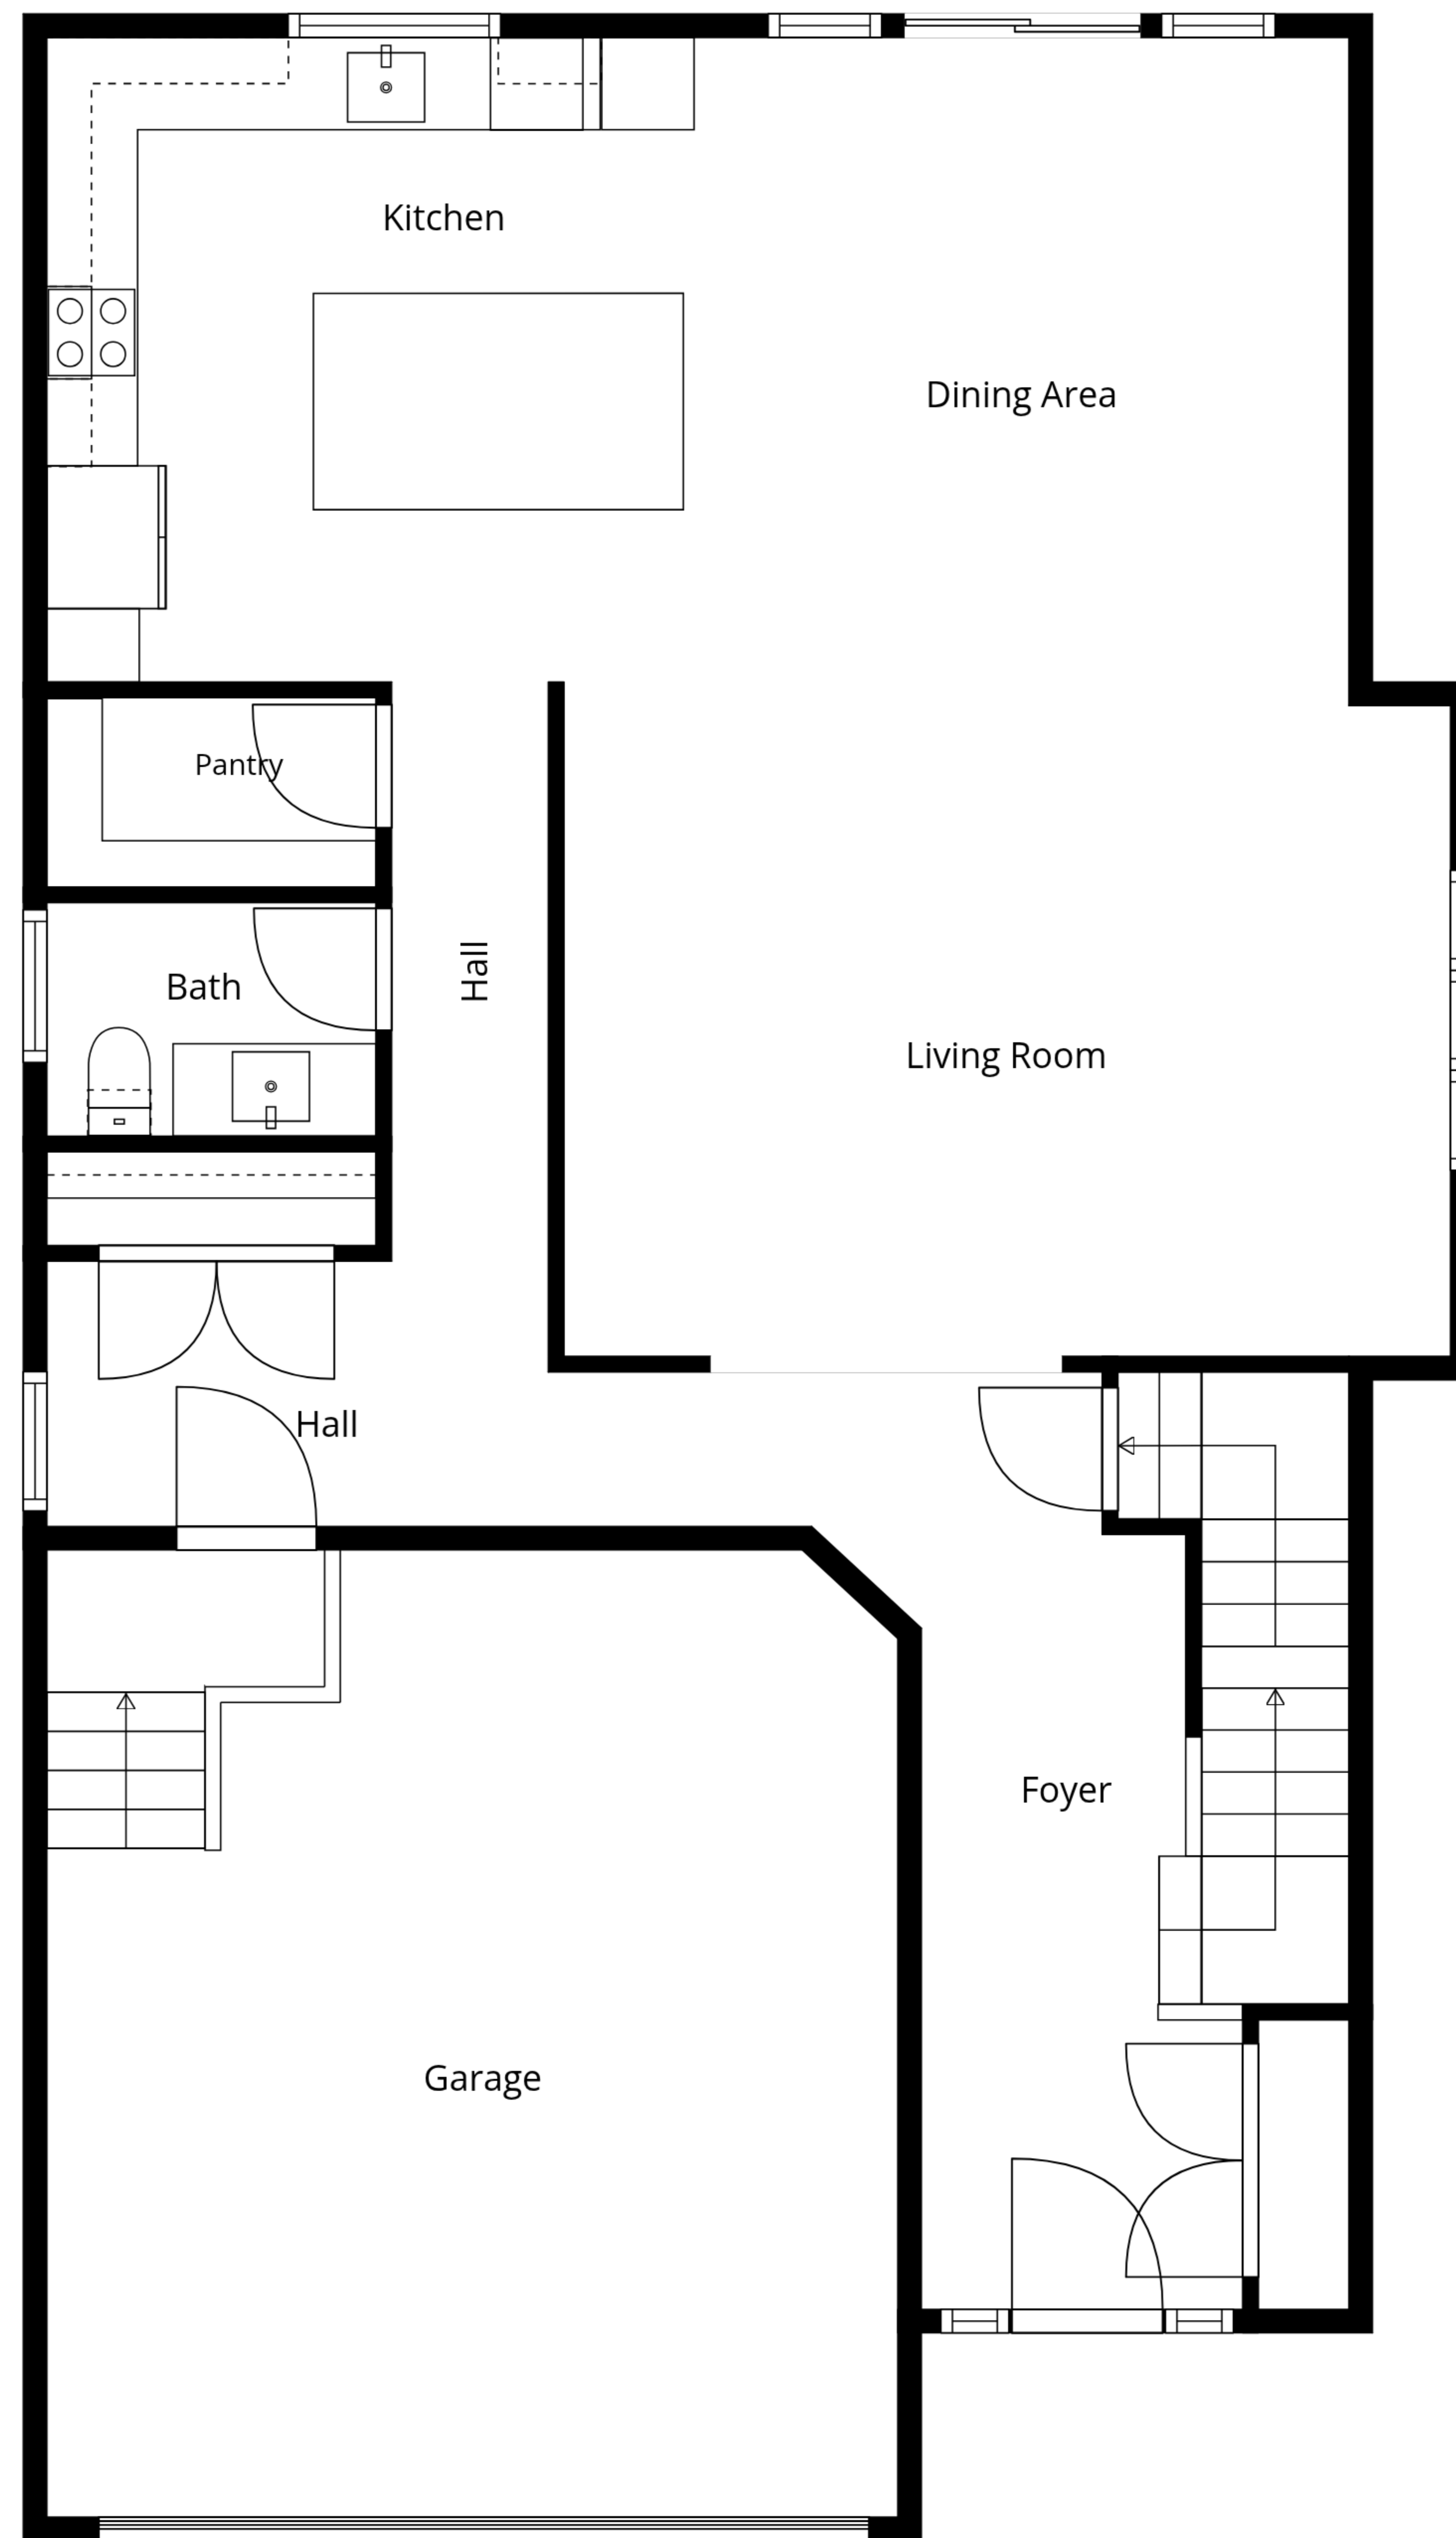 Kitchen
Dining Area
Pantry
Hall
Bath
Living Room
Hall
Foyer
Garage